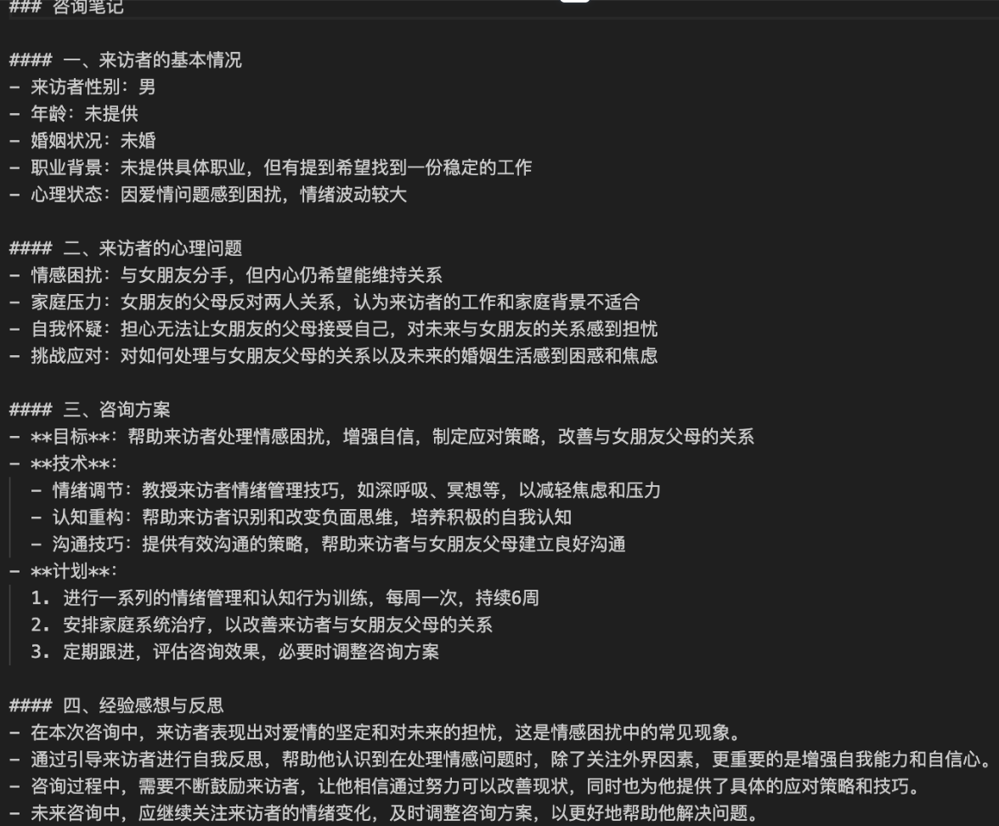 ### 咨询笔记
#### 一、来访者的基本情况
- 来访者性别：男
- 年龄：未提供
- 婚姻状况：未婚
- 职业背景：未提供具体职业，但有提到希望找到一份稳定的工作
- 心理状态：因爱情问题感到困扰，情绪波动较大
#### 二、来访者的心理问题
- 情感困扰：与女朋友分手，但内心仍希望能维持关系
- 家庭压力：女朋友的父母反对两人关系，认为来访者的工作和家庭背景不适合
- 自我怀疑：担心无法让女朋友的父母接受自己，对未来与女朋友的关系感到担忧
- 挑战应对：对如何处理与女朋友父母的关系以及未来的婚姻生活感到困惑和焦虑
#### 三、咨询方案
- **目标**：帮助来访者处理情感困扰，增强自信，制定应对策略，改善与女朋友父母的关系
- **技术**：
- 情绪调节：教授来访者情绪管理技巧，如深呼吸、冥想等，以减轻焦虑和压力
- 认知重构：帮助来访者识别和改变负面思维，培养积极的自我认知
- 沟通技巧：提供有效沟通的策略，帮助来访者与女朋友父母建立良好沟通
- **计划**：
1. 进行一系列的情绪管理和认知行为训练，每周一次，持续6周
2. 安排家庭系统治疗，以改善来访者与女朋友父母的关系
3. 定期跟进，评估咨询效果，必要时调整咨询方案
#### 四、经验感想与反思
- 在本次咨询中，来访者表现出对爱情的坚定和对未来的担忧，这是情感困扰中的常见现象。
- 通过引导来访者进行自我反思，帮助他认识到在处理情感问题时，除了关注外界因素，更重要的是增强自我能力和自信心。
- 咨询过程中，需要不断鼓励来访者，让他相信通过努力可以改善现状，同时也为他提供了具体的应对策略和技巧。
- 未来咨询中，应继续关注来访者的情绪变化，及时调整咨询方案，以更好地帮助他解决问题。